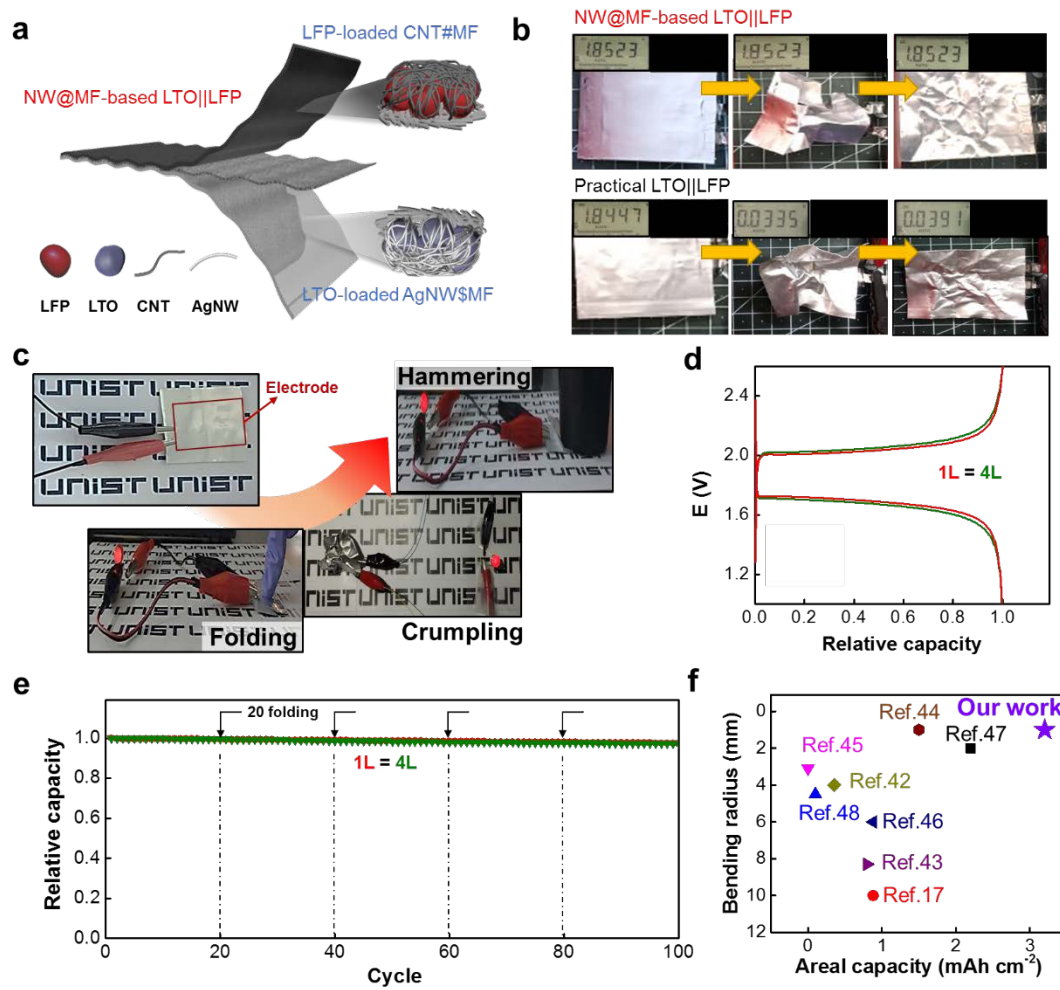 a
LFP-loaded CNT#MF
NW@MF-based LTO||LFP
LTO-loaded AgNW$MF
LFP LTO CNT AgNW
b
NW@MF-based LTO||LFP
1.8523
1.8523
1.8523
Practical LTO||LFP
1.8447
0.0335
0.0391
c
Electrode
UNIST UNIST
Hammering
Folding
Crumpling
d
E (V)
2.4
2.0
1.6
1.2
1L = 4L
0.0 0.2 0.4 0.6 0.8 1.0
Relative capacity
e
Relative capacity
1.0
0.8
0.6
0.4
0.2
0.0
20 folding
1L = 4L
0 20 40 60 80 100
Cycle
f
Bending radius (mm)
0
2
4
6
8
10
12
Our work
Ref.44
Ref.47
Ref.45
Ref.42
Ref.48
Ref.46
Ref.43
Ref.17
0 1 2 3
Areal capacity (mAh cm⁻²)